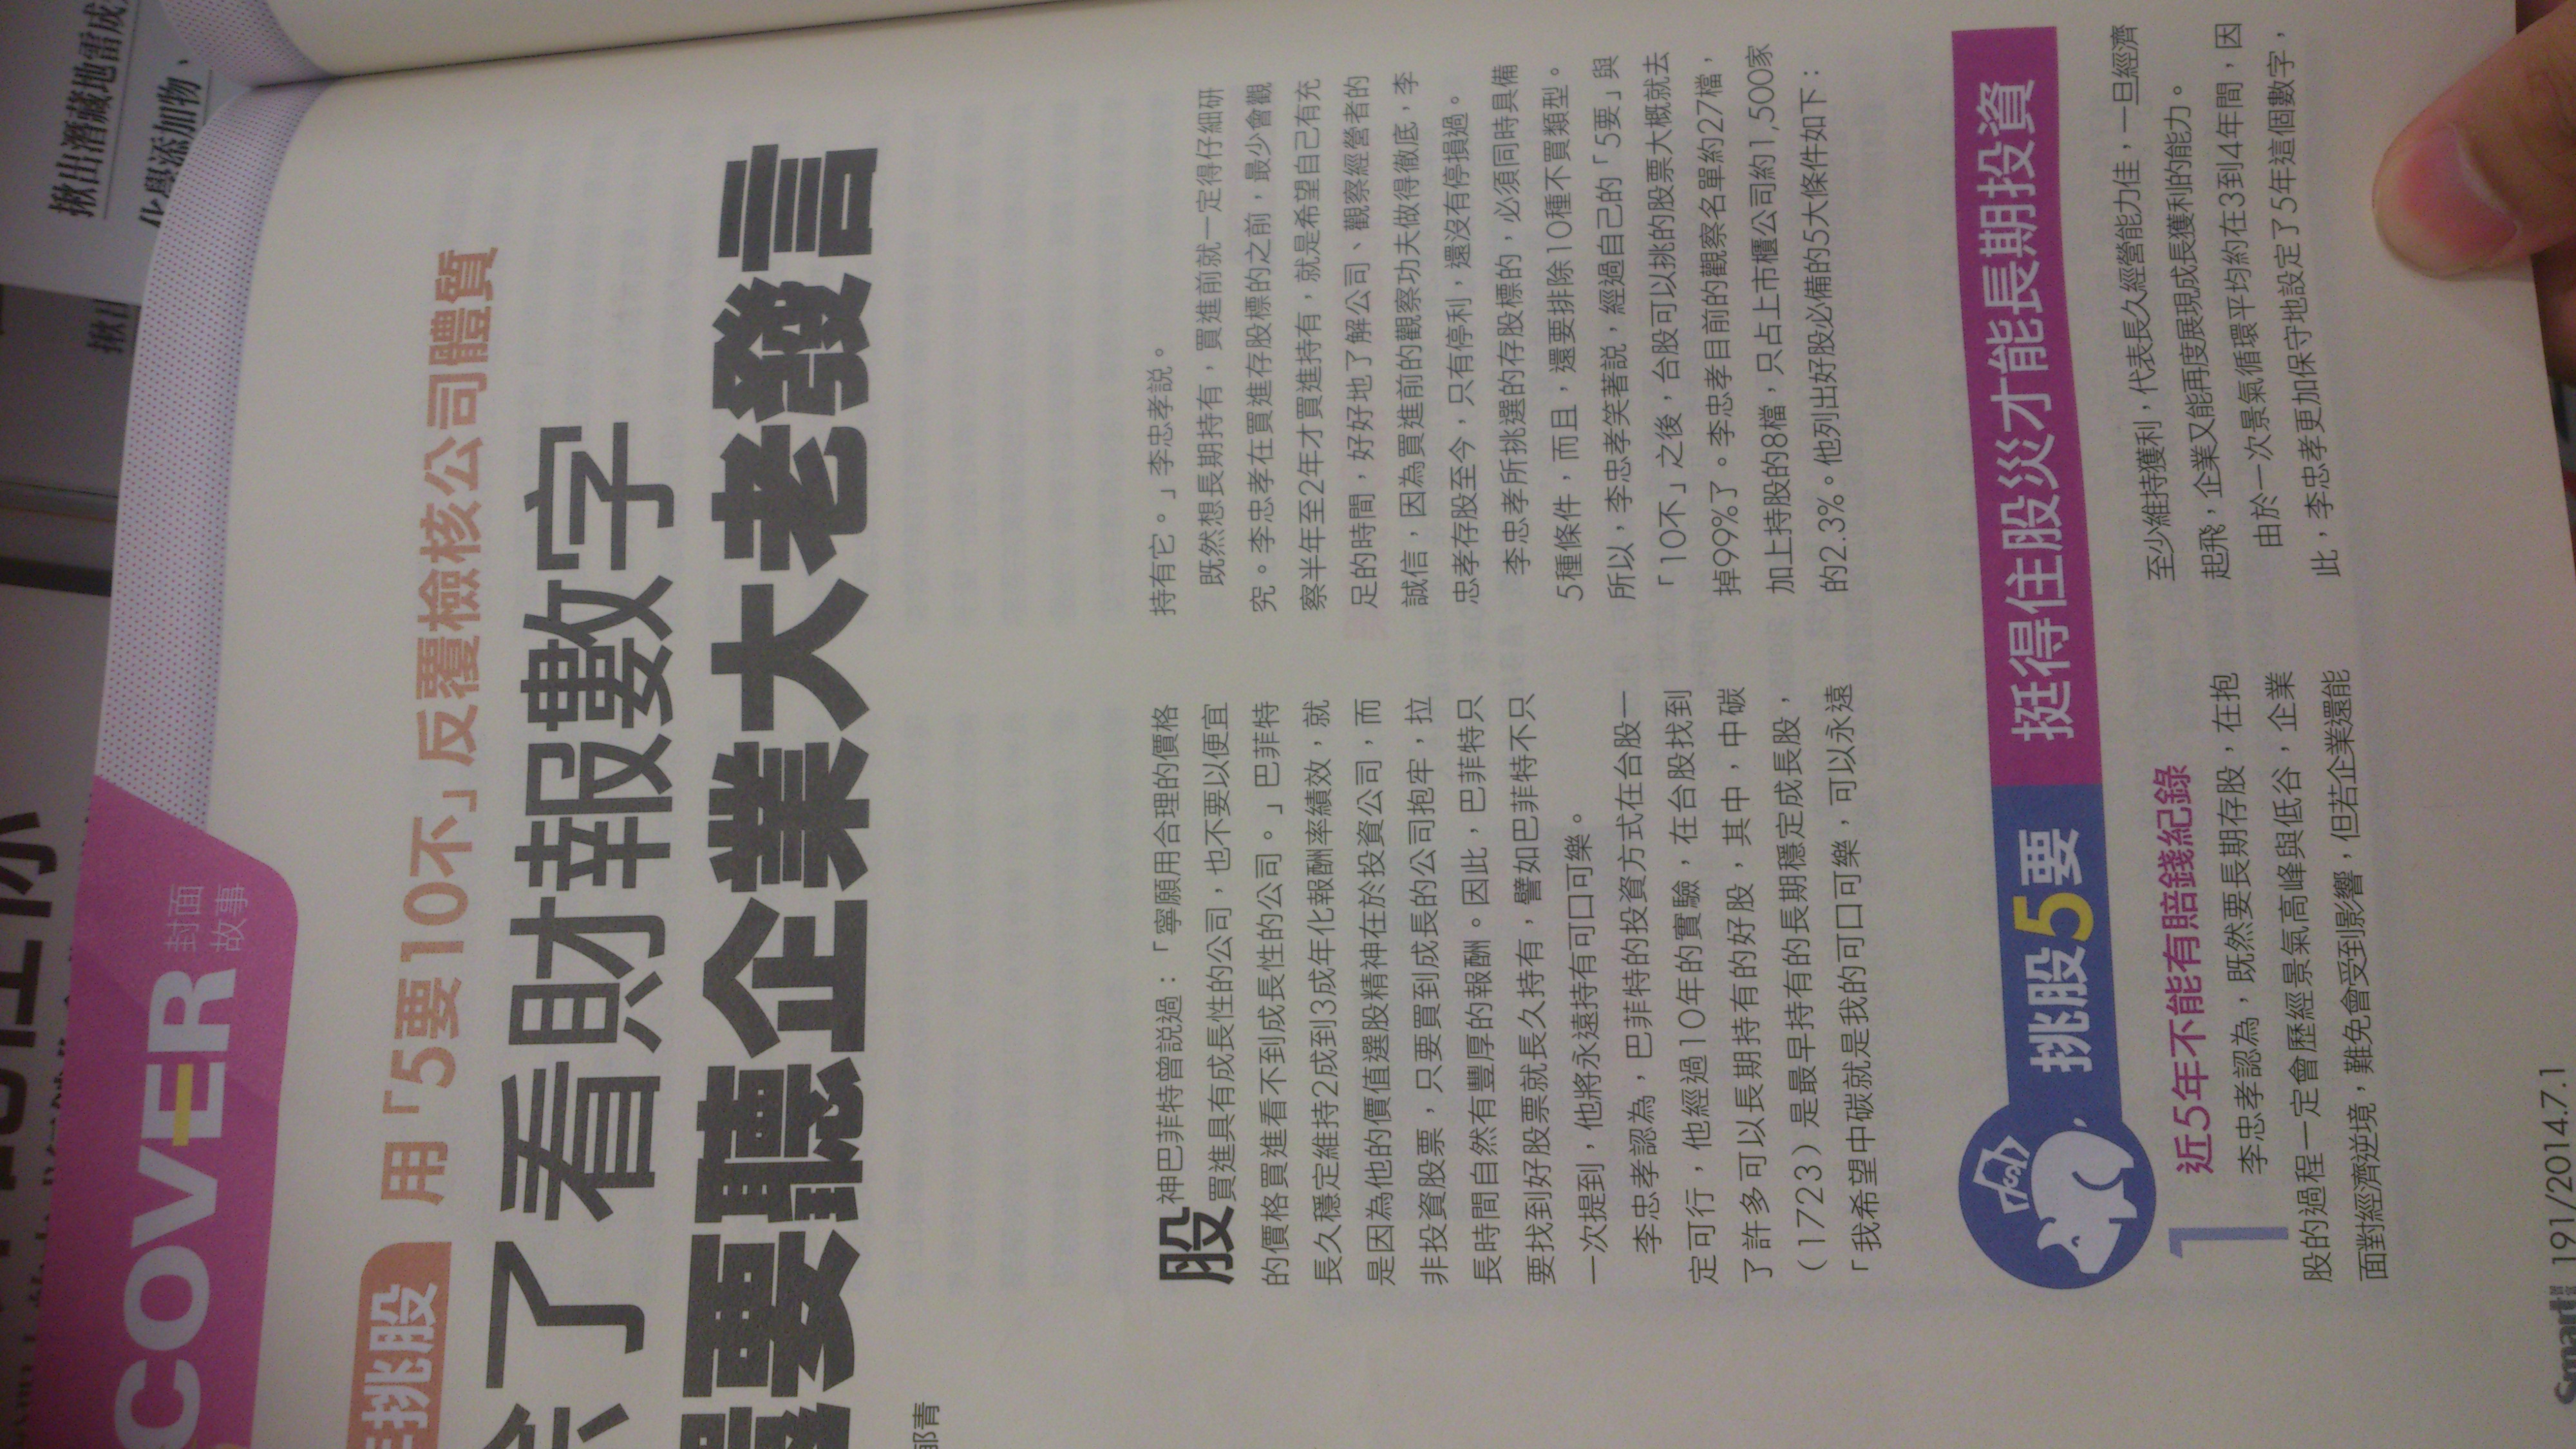 揪出潛藏地雷成
化學添加物、
COVER 封面故事
挑股 用「5要10不」反覆檢核公司體質
了看財報數字
要聽企業大老發言
郁青
股神巴菲特曾說過：「寧願用合理的價格
買進具有成長性的公司，也不要以便宜
的價格買進看不到成長性的公司。」巴菲特
長久穩定維持2成到3成年化報酬率績效，就
是因為他的價值選股精神在於投資公司，而
非投資股票，只要買到成長的公司抱牢，拉
長時間自然有豐厚的報酬。因此，巴菲特只
要找到好股票就長久持有，譬如巴菲特不只
一次提到，他將永遠持有可口可樂。
李忠孝認為，巴菲特的投資方式在台股一
定可行，他經過10年的實驗，在台股找到
了許多可以長期持有的好股，其中，中碳
（1723）是最早持有的長期穩定成長股，
「我希望中碳就是我的可口可樂，可以永遠
持有它。」李忠孝說。
既然想長期持有，買進前就一定得仔細研
究。李忠孝在買進存股標的之前，最少會觀
察半年至2年才買進持有，就是希望自己有充
足的時間，好好地了解公司、觀察經營者的
誠信，因為買進前的觀察功夫做得徹底，李
忠孝存股至今，只有停利，還沒有停損過。
李忠孝所挑選的存股標的，必須同時具備
5種條件，而且，還要排除10種不買類型。
所以，李忠孝笑著說，經過自己的「5要」與
「10不」之後，台股可以挑的股票大概就去
掉99%了。李忠孝目前的觀察名單約27檔，
加上持股的8檔，只占上市櫃公司約1,500家
的2.3%。他列出好股必備的5大條件如下：
挑股5要 挺得住股災才能長期投資
1 近5年不能有賠錢紀錄
李忠孝認為，既然要長期存股，在抱
股的過程一定會歷經景氣高峰與低谷，企業
面對經濟逆境，難免會受到影響，但若企業還能
至少維持獲利，代表長久經營能力佳，一旦經濟
起飛，企業又能再度展現成長獲利的能力。
由於一次景氣循環平均約在3到4年間，因
此，李忠孝更加保守地設定了5年這個數字，
Smart 191/2014.7.1